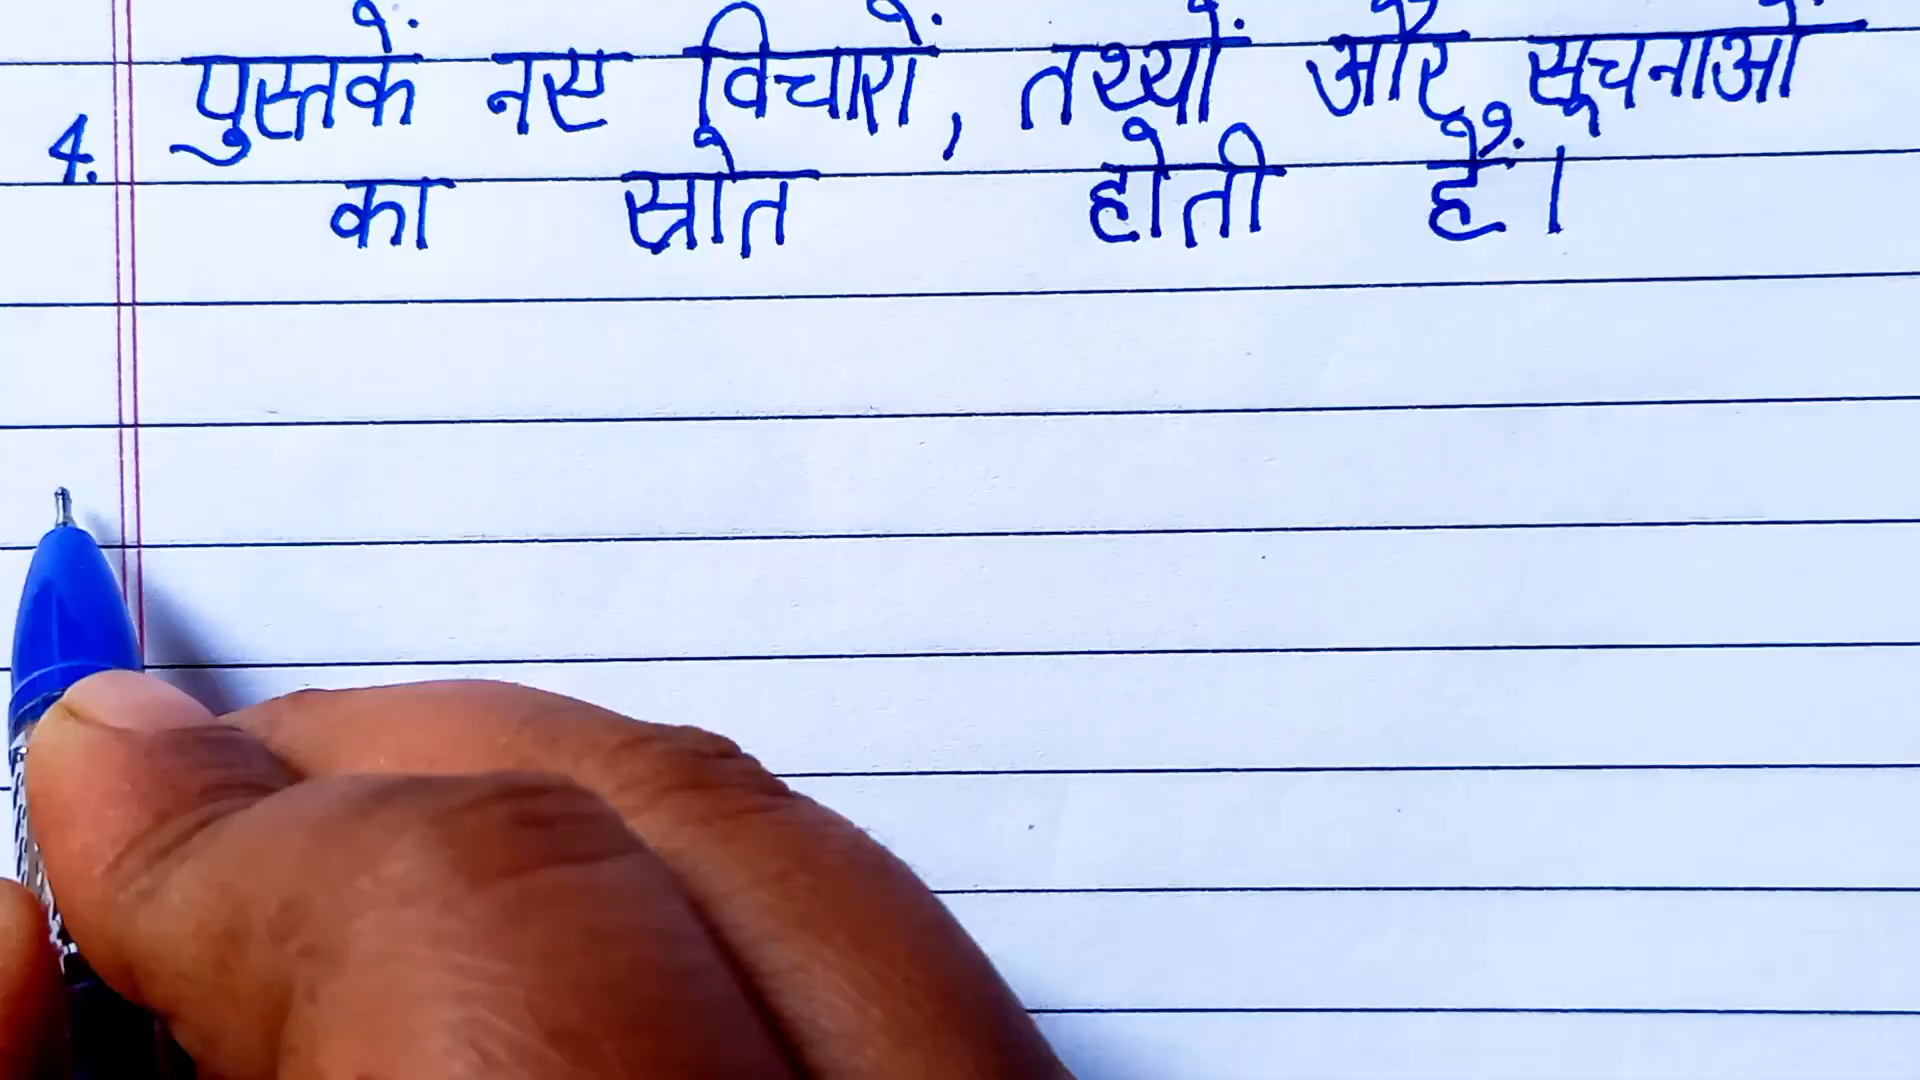 4. पुस्तकें नए विचारों, तथ्यों और सूचनाओं
का स्रोत होती हैं।